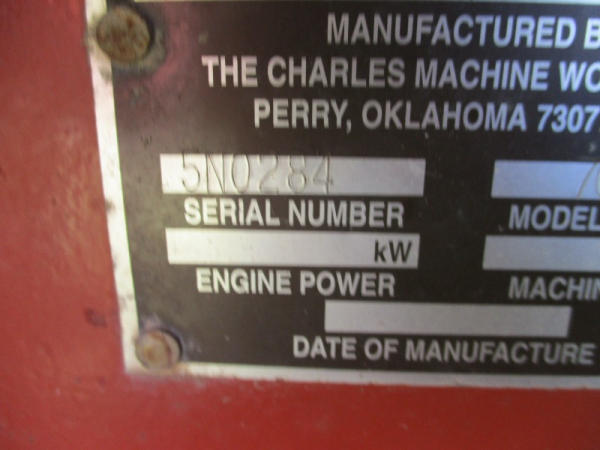 MANUFACTURED B
THE CHARLES MACHINE WO
PERRY, OKLAHOMA 7307
5N0284 7
SERIAL NUMBER MODEL
kW
ENGINE POWER MACHIN
DATE OF MANUFACTURE